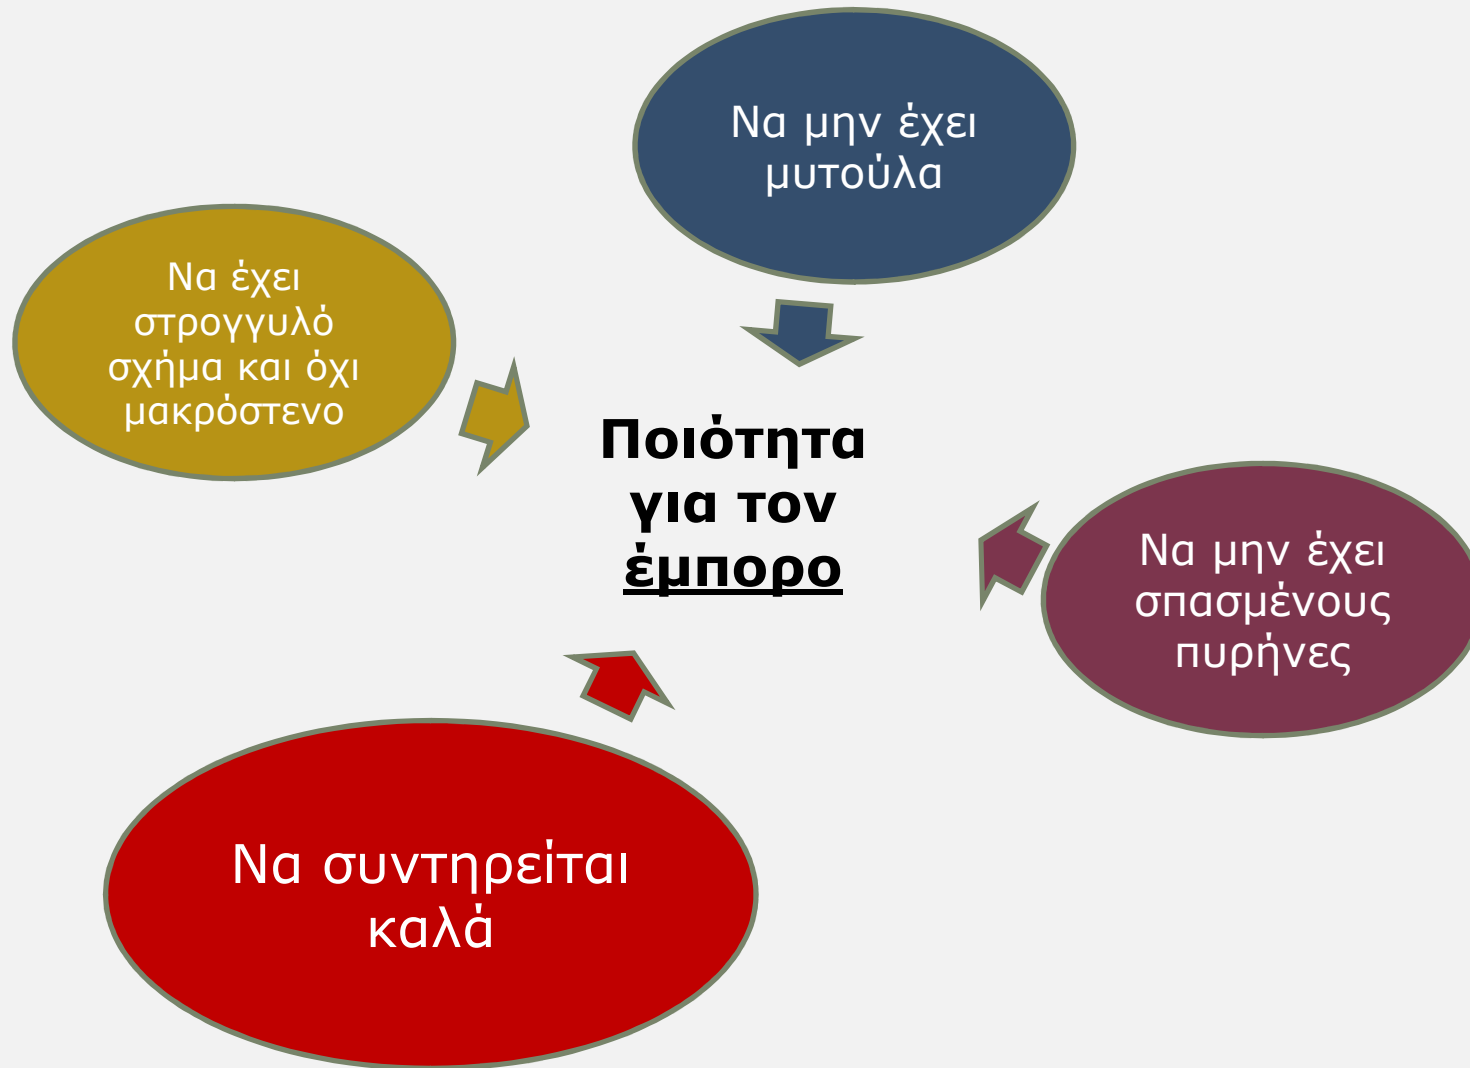 Να μην έχει
μυτούλα
Να έχει
στρογγυλό
σχήμα και όχι
μακρόστενο
Ποιότητα
για τον
έμπορο
Να μην έχει
σπασμένους
πυρήνες
Να συντηρείται
καλά